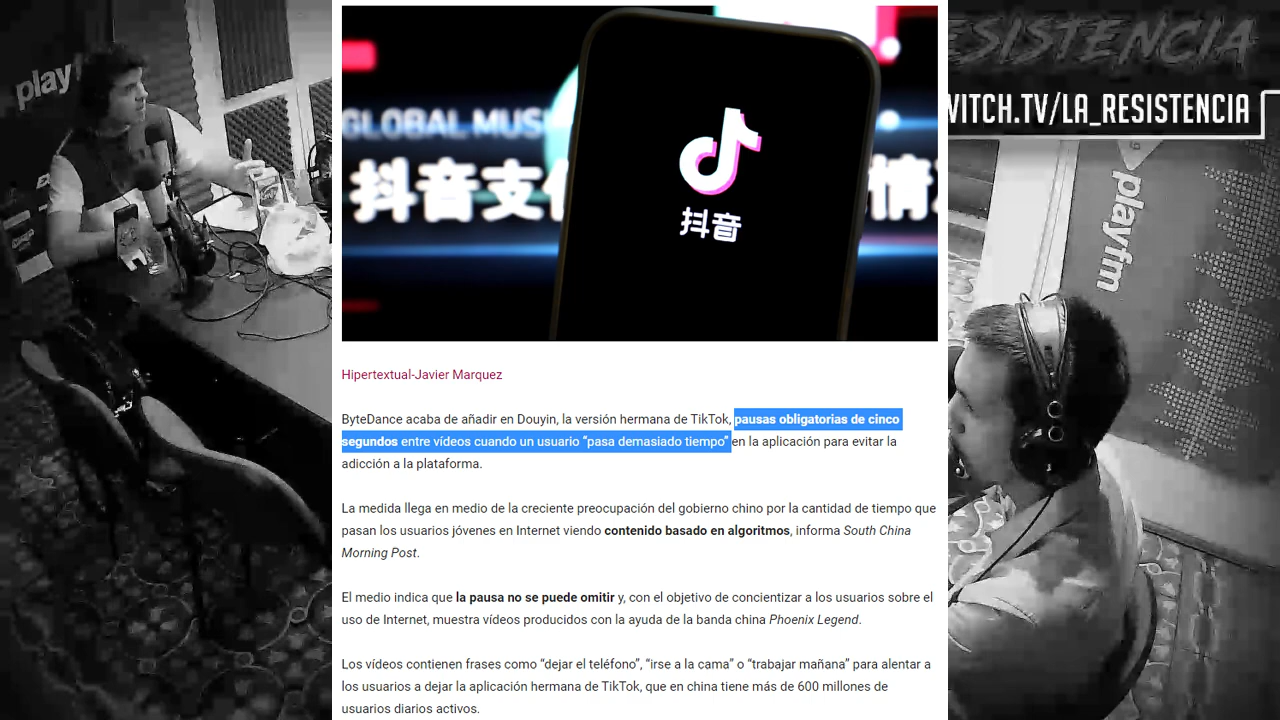 play
RESISTENCIA
WITCH.TV/LA_RESISTENCIA
playfm
GLOBAL MUSI
抖音支付
情
抖音
Hipertextual-Javier Marquez
ByteDance acaba de añadir en Douyin, la versión hermana de TikTok, pausas obligatorias de cinco
segundos entre vídeos cuando un usuario “pasa demasiado tiempo” en la aplicación para evitar la
adicción a la plataforma.
La medida llega en medio de la creciente preocupación del gobierno chino por la cantidad de tiempo que
pasan los usuarios jóvenes en Internet viendo contenido basado en algoritmos, informa South China
Morning Post.
El medio indica que la pausa no se puede omitir y, con el objetivo de concientizar a los usuarios sobre el
uso de Internet, muestra vídeos producidos con la ayuda de la banda china Phoenix Legend.
Los vídeos contienen frases como “dejar el teléfono”, “irse a la cama” o “trabajar mañana” para alentar a
los usuarios a dejar la aplicación hermana de TikTok, que en china tiene más de 600 millones de
usuarios diarios activos.